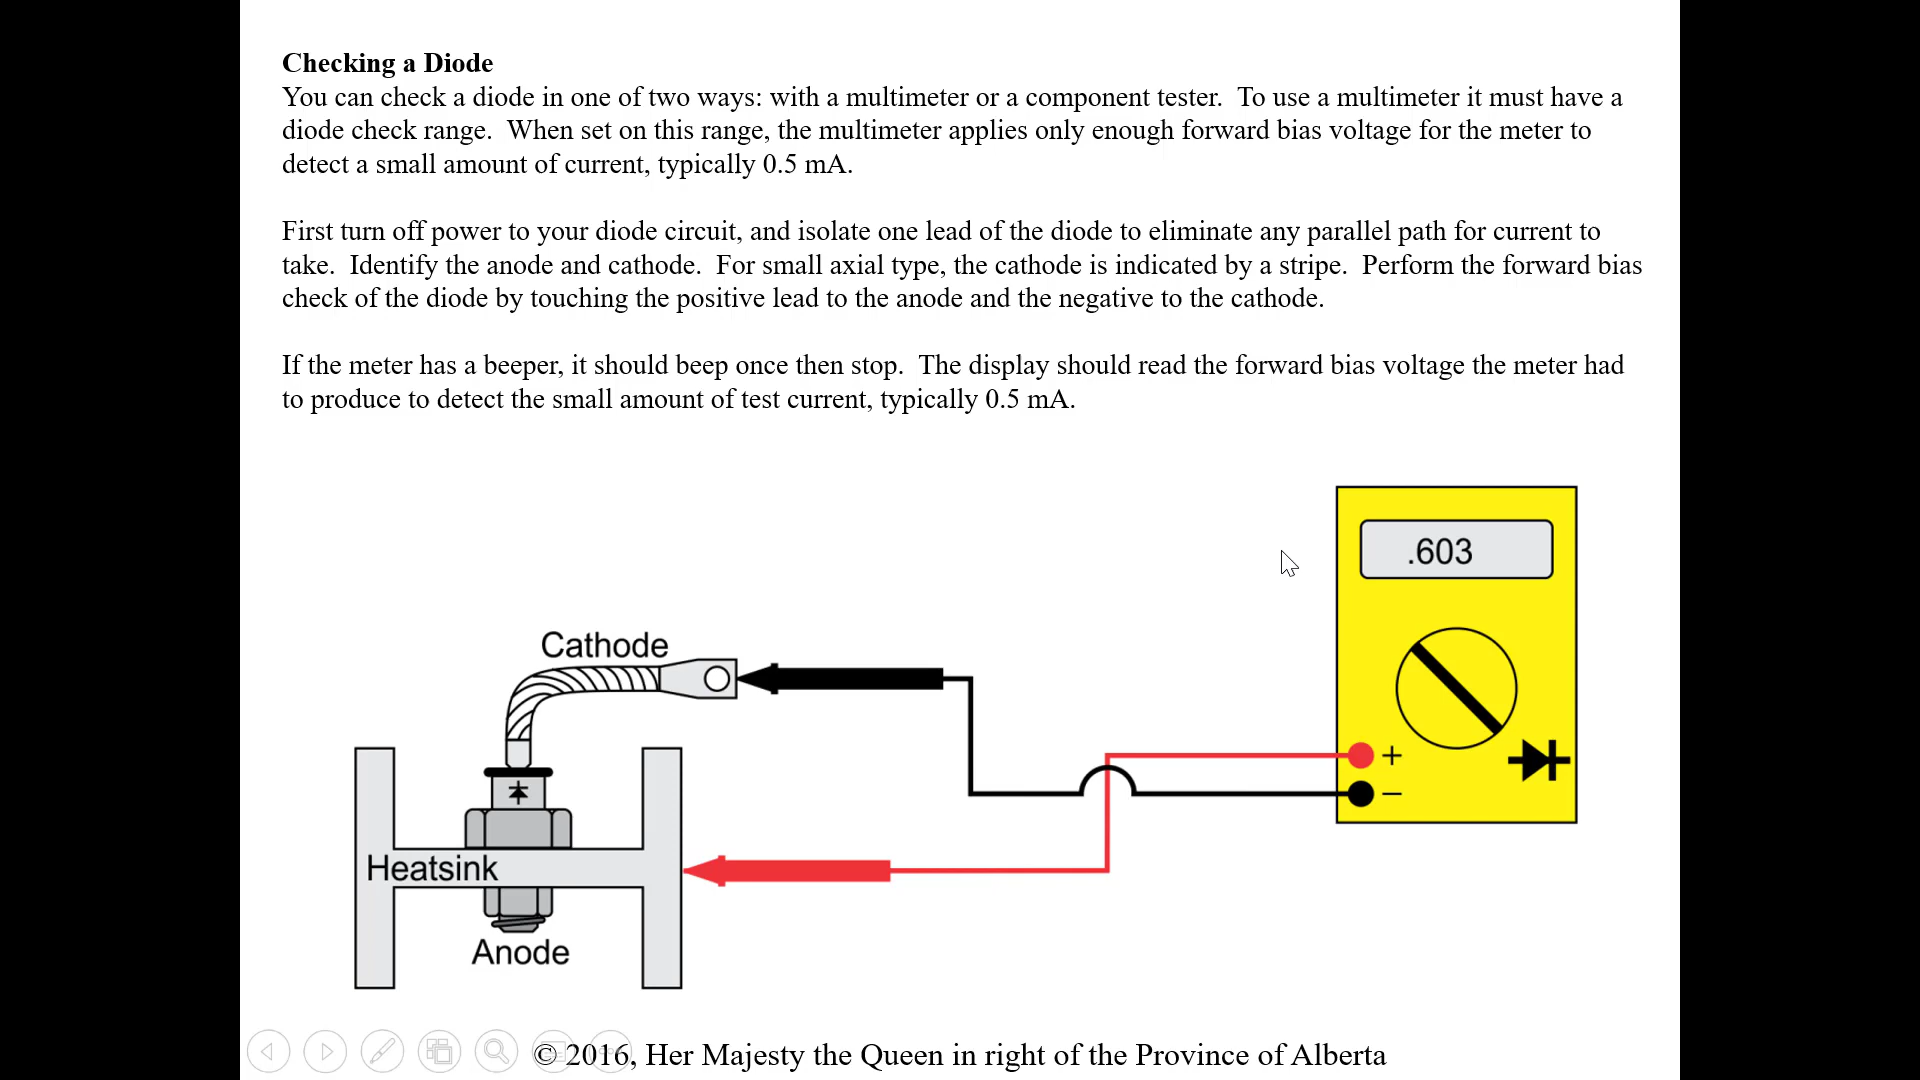 Checking a Diode
You can check a diode in one of two ways: with a multimeter or a component tester.  To use a multimeter it must have a
diode check range.  When set on this range, the multimeter applies only enough forward bias voltage for the meter to
detect a small amount of current, typically 0.5 mA.
First turn off power to your diode circuit, and isolate one lead of the diode to eliminate any parallel path for current to
take.  Identify the anode and cathode.  For small axial type, the cathode is indicated by a stripe.  Perform the forward bias
check of the diode by touching the positive lead to the anode and the negative to the cathode.
If the meter has a beeper, it should beep once then stop.  The display should read the forward bias voltage the meter had
to produce to detect the small amount of test current, typically 0.5 mA.
.603
Cathode
+
−
Heatsink
Anode
© 2016, Her Majesty the Queen in right of the Province of Alberta